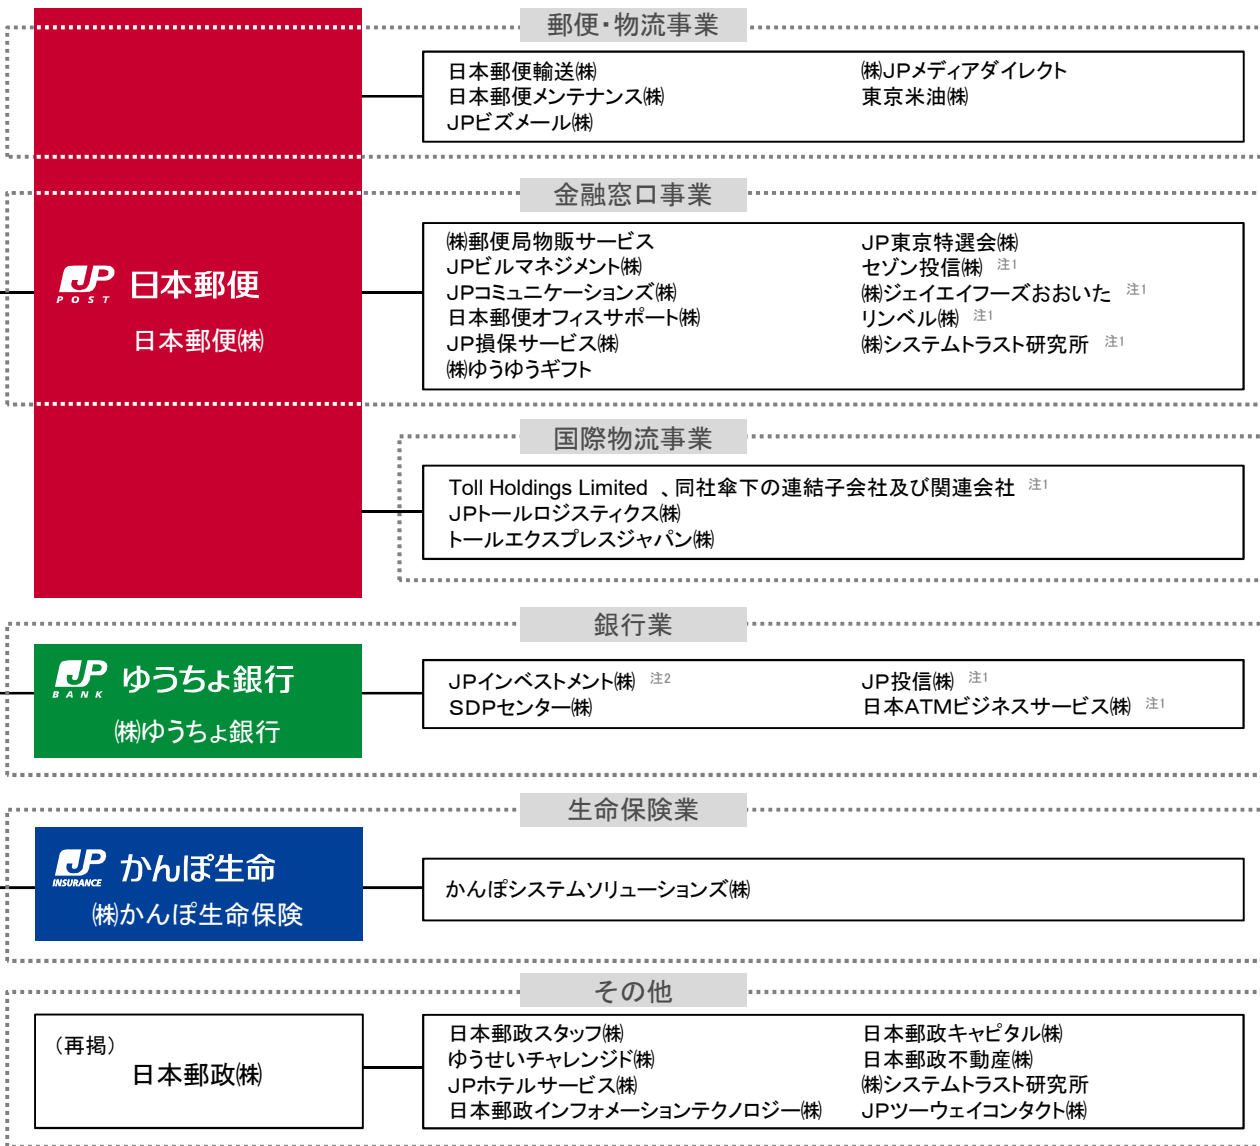 郵便・物流事業
日本郵便輸送㈱
日本郵便メンテナンス㈱
JPビズメール㈱
㈱JPメディアダイレクト
東京米油㈱
金融窓口事業
JP POST 日本郵便
日本郵便㈱
㈱郵便局物販サービス
JPビルマネジメント㈱
JPコミュニケーションズ㈱
日本郵便オフィスサポート㈱
JP損保サービス㈱
㈱ゆうゆうギフト
JP東京特選会㈱
セゾン投信㈱ 注1
㈱ジェイエイフーズおおいた 注1
リンベル㈱ 注1
㈱システムトラスト研究所 注1
国際物流事業
Toll Holdings Limited 、同社傘下の連結子会社及び関連会社 注1
JPトールロジスティクス㈱
トールエクスプレスジャパン㈱
銀行業
JP BANK ゆうちょ銀行
㈱ゆうちょ銀行
JPインベストメント㈱ 注2
SDPセンター㈱
JP投信㈱ 注1
日本ATMビジネスサービス㈱ 注1
生命保険業
JP INSURANCE かんぽ生命
㈱かんぽ生命保険
かんぽシステムソリューションズ㈱
その他
（再掲）
日本郵政㈱
日本郵政スタッフ㈱
ゆうせいチャレンジド㈱
JPホテルサービス㈱
日本郵政インフォメーションテクノロジー㈱
日本郵政キャピタル㈱
日本郵政不動産㈱
㈱システムトラスト研究所
JPツーウェイコンタクト㈱